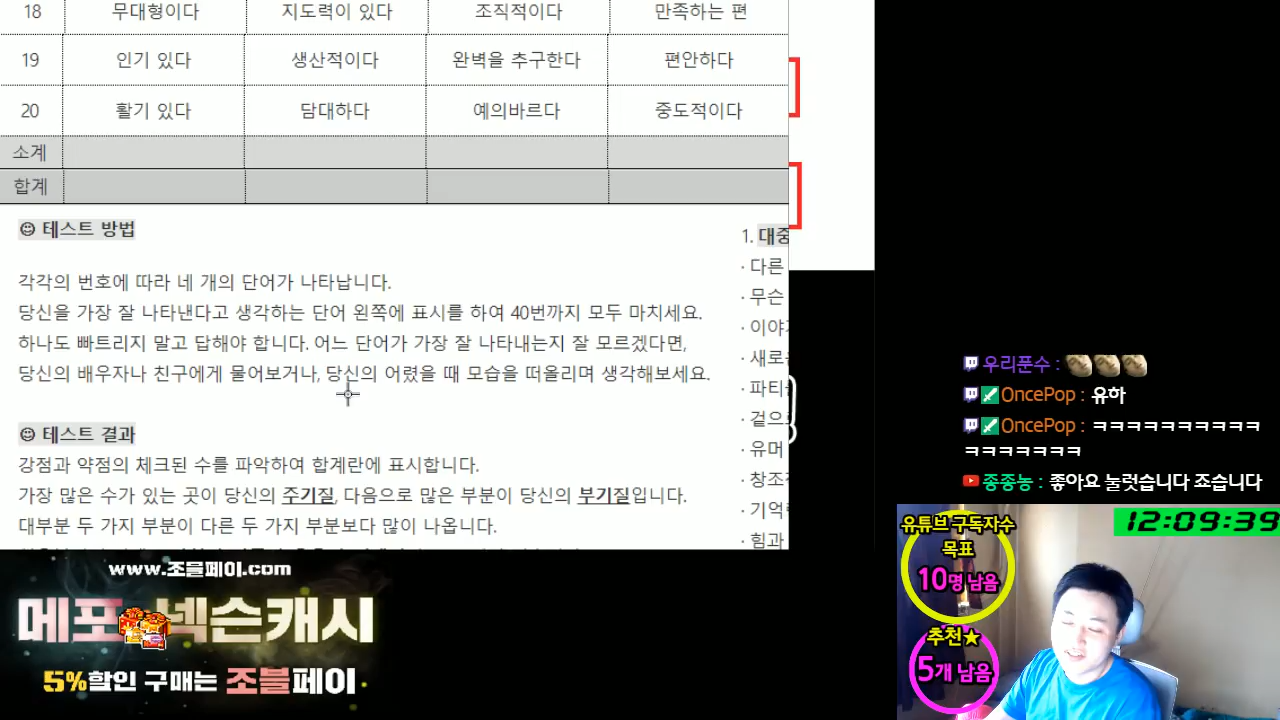 18 무대형이다 지도력이 있다 조직적이다 만족하는 편
19 인기 있다 생산적이다 완벽을 추구한다 편안하다
20 활기 있다 담대하다 예의바르다 중도적이다
소계
합계
☺ 테스트 방법
각각의 번호에 따라 네 개의 단어가 나타납니다.
당신을 가장 잘 나타낸다고 생각하는 단어 왼쪽에 표시를 하여 40번까지 모두 마치세요.
하나도 빠트리지 말고 답해야 합니다. 어느 단어가 가장 잘 나타내는지 잘 모르겠다면,
당신의 배우자나 친구에게 물어보거나, 당신의 어렸을 때 모습을 떠올리며 생각해보세요.
☺ 테스트 결과
강점과 약점의 체크된 수를 파악하여 합계란에 표시합니다.
가장 많은 수가 있는 곳이 당신의 주기질, 다음으로 많은 부분이 당신의 부기질입니다.
대부분 두 가지 부분이 다른 두 가지 부분보다 많이 나옵니다.
1. 대중
· 다른
· 무슨
· 이야기
· 새로운
· 파티
· 겉으
· 유머
· 창조적
· 기억
· 힘과
우리푼수 :
OncePop : 유하
OncePop : ㅋㅋㅋㅋㅋㅋㅋㅋㅋㅋ
ㅋㅋㅋㅋㅋㅋㅋ
종종농 : 좋아요 눌럿습니다 조습니다
12:09:39
유튜브 구독자수
목표
10명 남음
추천★
5개 남음
www.조블페이.com
메포 넥슨캐시
5%할인 구매는 조블페이